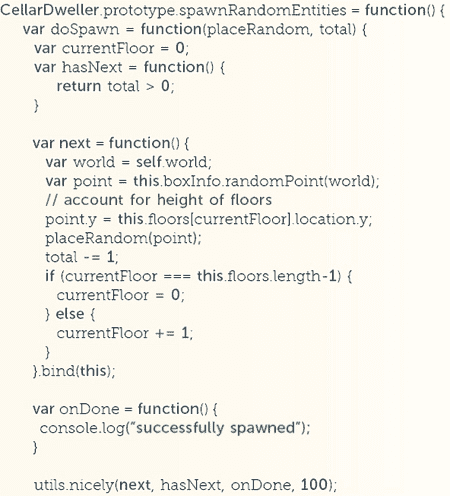 CellarDweller.prototype.spawnRandomEntities = function() {
var doSpawn = function(placeRandom, total) {
var currentFloor = 0;
var hasNext = function() {
return total > 0;
}
var next = function() {
var world = self.world;
var point = this.boxInfo.randomPoint(world);
// account for height of floors
point.y = this.floors[currentFloor].location.y;
placeRandom(point);
total -= 1;
if (currentFloor === this.floors.length-1) {
currentFloor = 0;
} else {
currentFloor += 1;
}
}.bind(this);
var onDone = function() {
console.log("successfully spawned");
}
utils.nicely(next, hasNext, onDone, 100);